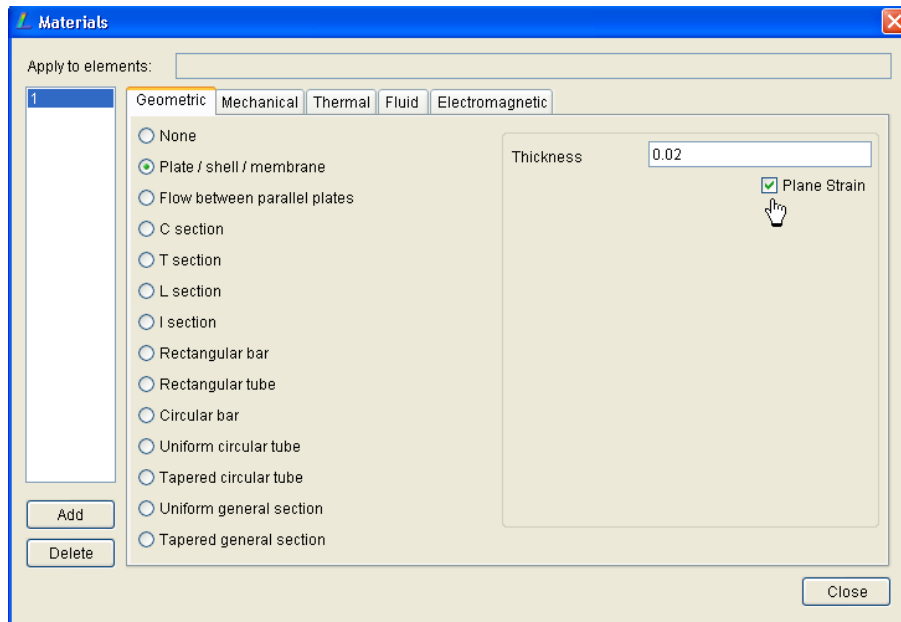 Materials
Apply to elements:
1
Geometric Mechanical Thermal Fluid Electromagnetic
None
Plate / shell / membrane
Flow between parallel plates
C section
T section
L section
I section
Rectangular bar
Rectangular tube
Circular bar
Uniform circular tube
Tapered circular tube
Uniform general section
Tapered general section
Thickness 0.02
Plane Strain
Add
Delete
Close